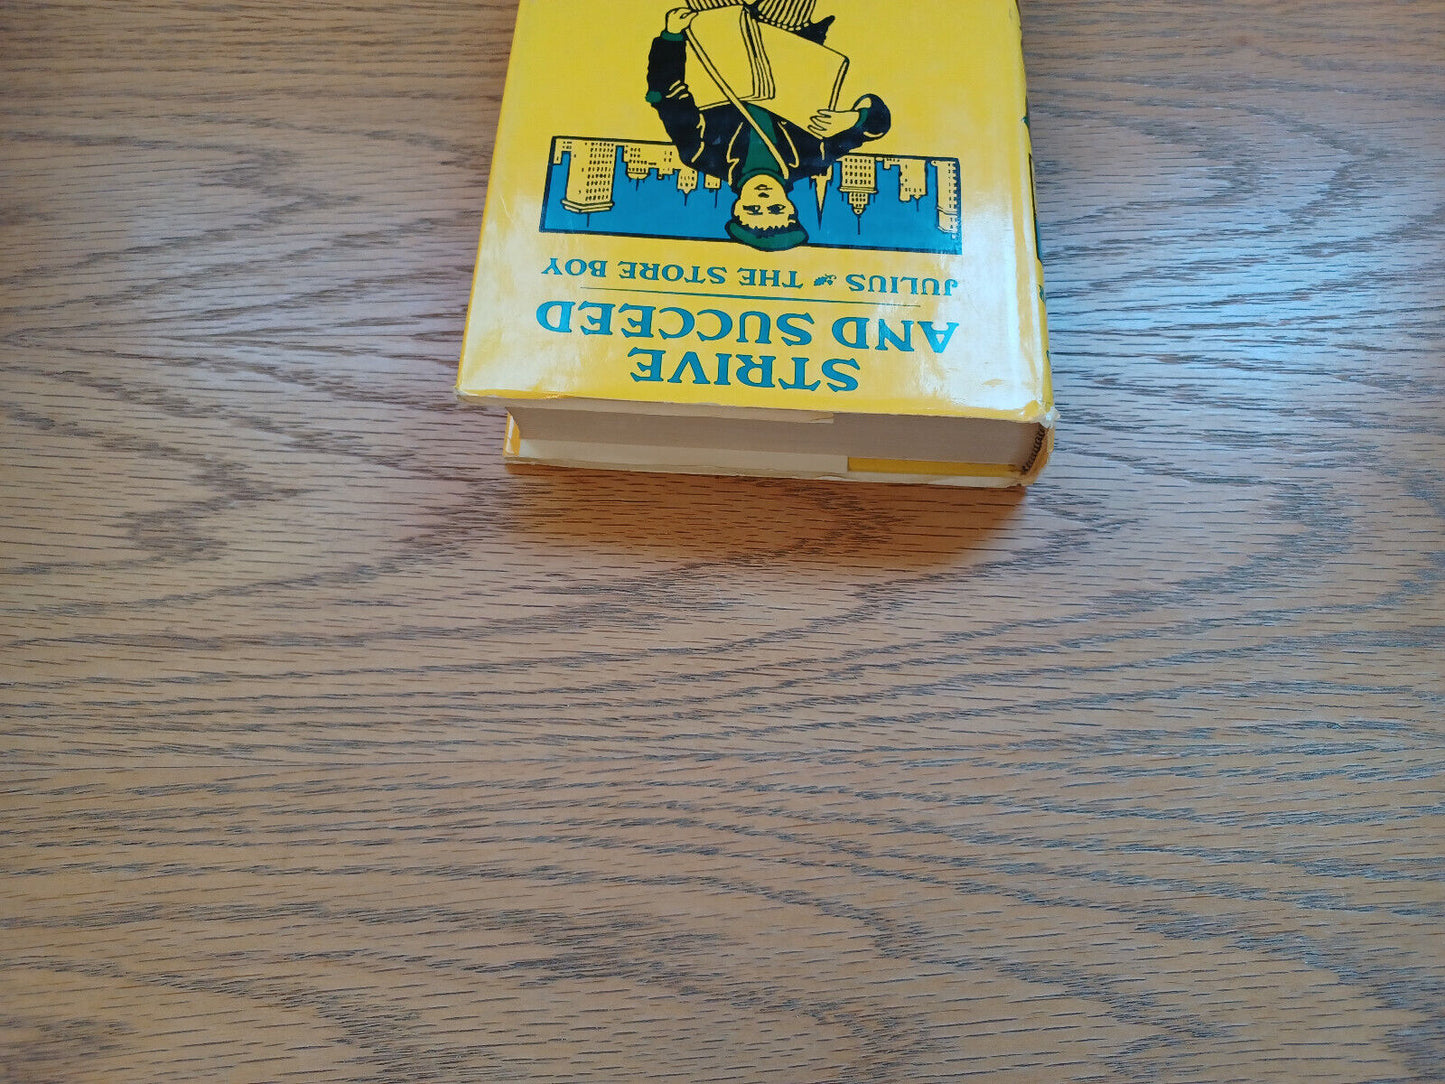 STRIVE
AND SUCCEED
JULIUS THE STORE BOY